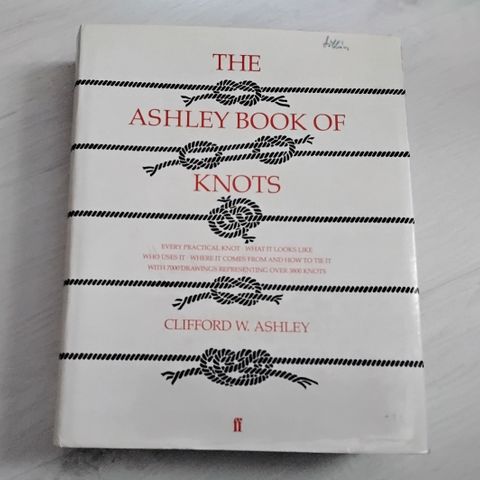 THE
ASHLEY BOOK OF
KNOTS
EVERY PRACTICAL KNOT · WHAT IT LOOKS LIKE
WHO USES IT · WHERE IT COMES FROM AND HOW TO TIE IT
WITH 7000 DRAWINGS REPRESENTING OVER 3800 KNOTS
CLIFFORD W. ASHLEY
ff